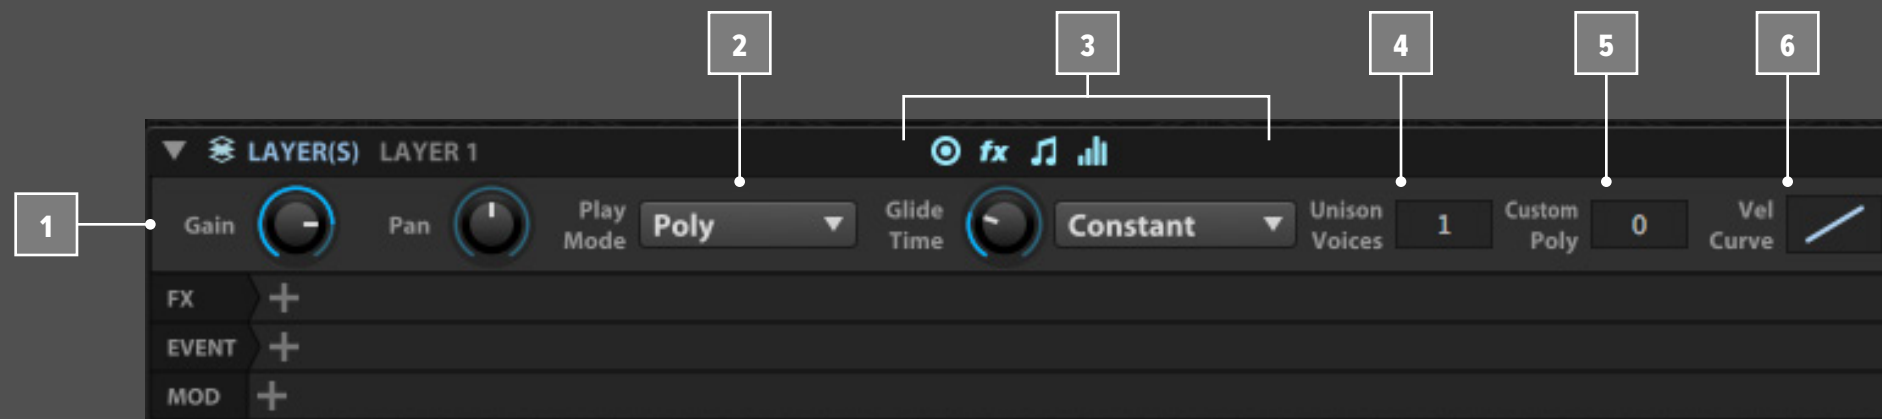 2 3 4 5 6
LAYER(S) LAYER 1 fx
1 Gain Pan Play Mode Poly Glide Time Constant Unison Voices 1 Custom Poly 0 Vel Curve
FX +
EVENT +
MOD +